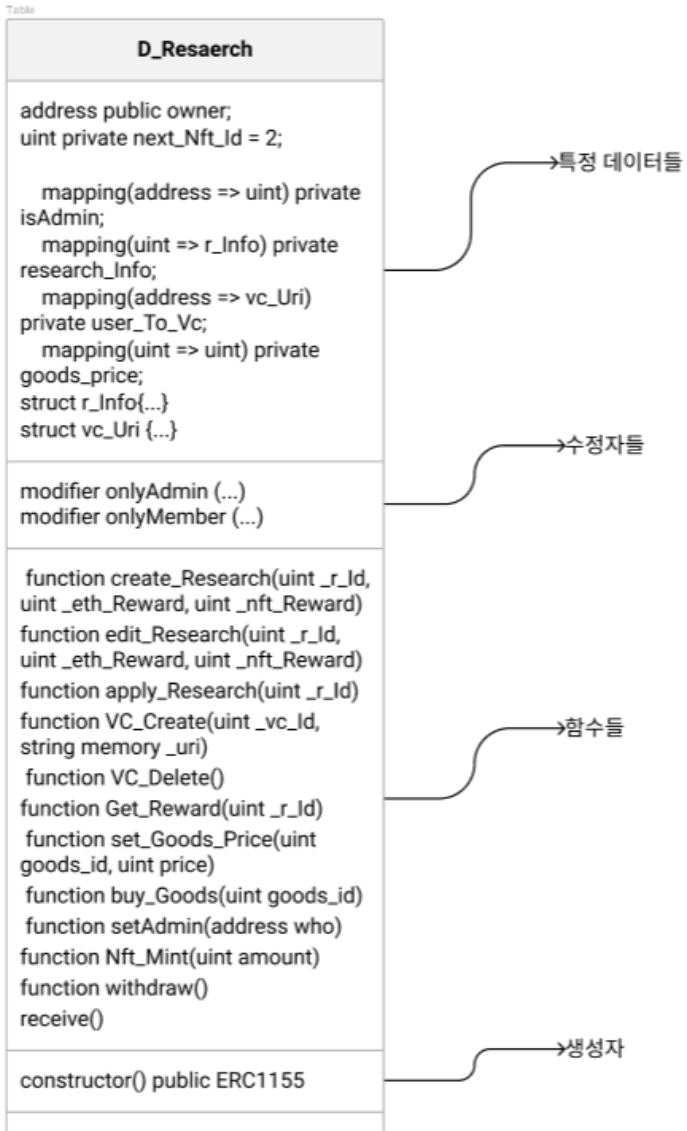 Table
D_Resaerch
address public owner;
uint private next_Nft_Id = 2;
mapping(address => uint) private
isAdmin;
mapping(uint => r_Info) private
research_Info;
mapping(address => vc_Uri)
private user_To_Vc;
mapping(uint => uint) private
goods_price;
struct r_Info{...}
struct vc_Uri {...}
특정 데이터들
modifier onlyAdmin (...)
modifier onlyMember (...)
수정자들
function create_Research(uint _r_Id,
uint _eth_Reward, uint _nft_Reward)
function edit_Research(uint _r_Id,
uint _eth_Reward, uint _nft_Reward)
function apply_Research(uint _r_Id)
function VC_Create(uint _vc_Id,
string memory _uri)
function VC_Delete()
function Get_Reward(uint _r_Id)
function set_Goods_Price(uint
goods_id, uint price)
function buy_Goods(uint goods_id)
function setAdmin(address who)
function Nft_Mint(uint amount)
function withdraw()
receive()
함수들
constructor() public ERC1155
생성자